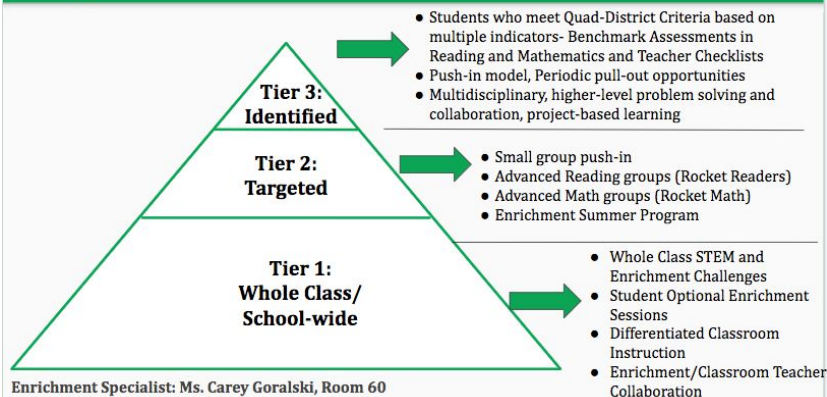 ● Students who meet Quad-District Criteria based on
multiple indicators- Benchmark Assessments in
Reading and Mathematics and Teacher Checklists
● Push-in model, Periodic pull-out opportunities
● Multidisciplinary, higher-level problem solving and
collaboration, project-based learning
Tier 3:
Identified
Tier 2:
Targeted
● Small group push-in
● Advanced Reading groups (Rocket Readers)
● Advanced Math groups (Rocket Math)
● Enrichment Summer Program
Tier 1:
Whole Class/
School-wide
● Whole Class STEM and
Enrichment Challenges
● Student Optional Enrichment
Sessions
● Differentiated Classroom
Instruction
● Enrichment/Classroom Teacher
Collaboration
Enrichment Specialist: Ms. Carey Goralski, Room 60